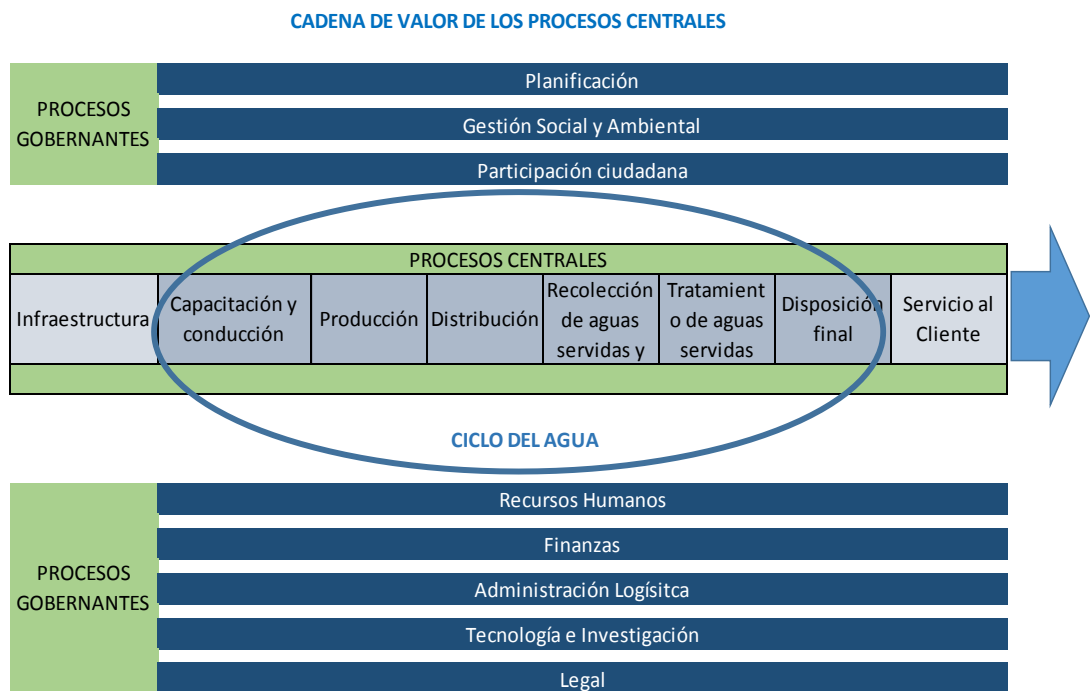 CADENA DE VALOR DE LOS PROCESOS CENTRALES
PROCESOS
GOBERNANTES
Planificación
Gestión Social y Ambiental
Participación ciudadana
PROCESOS CENTRALES
Infraestructura
Capacitación y
conducción
Producción
Distribución
Recolección
de aguas
servidas y
Tratamient
o de aguas
servidas
Disposición
final
Servicio al
Cliente
CICLO DEL AGUA
PROCESOS
GOBERNANTES
Recursos Humanos
Finanzas
Administración Logísitca
Tecnología e Investigación
Legal